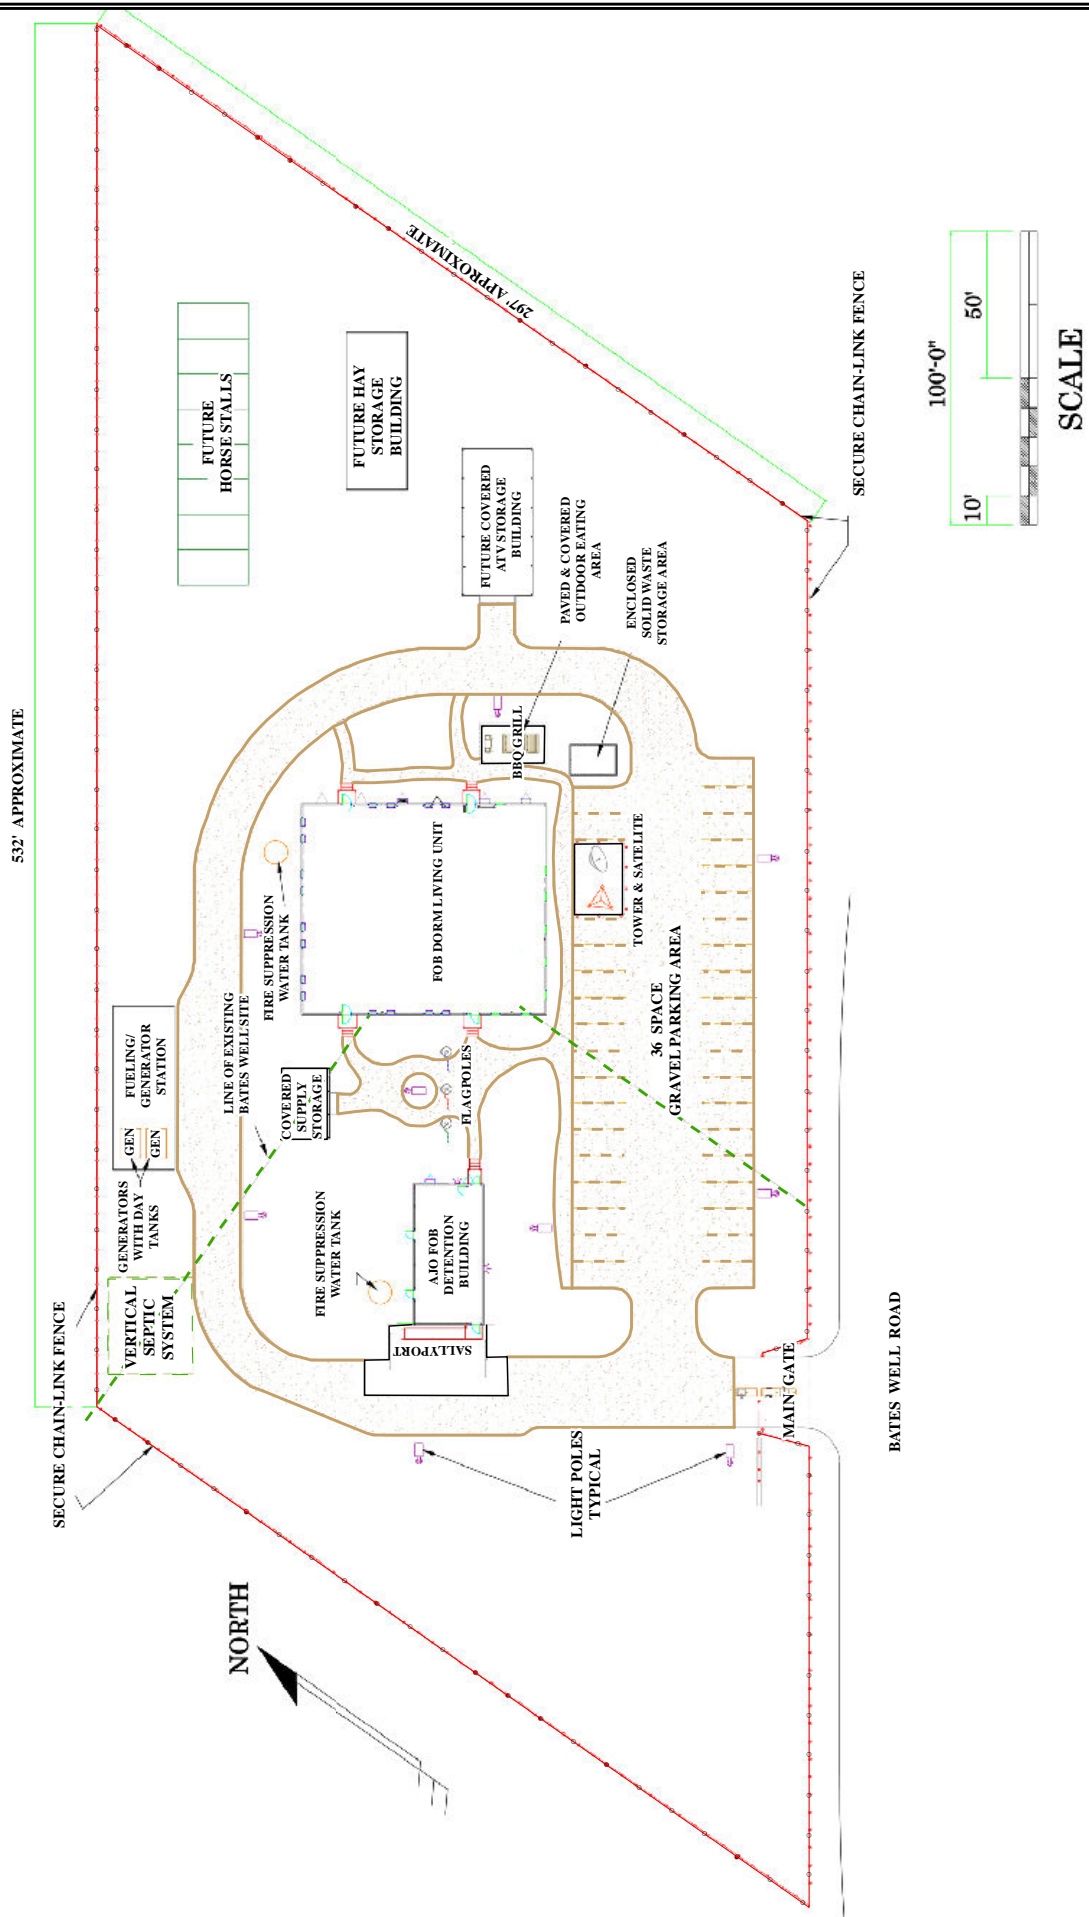 532' APPROXIMATE
297' APPROXIMATE
FUTURE
HORSE STALLS
FUTURE HAY
STORAGE
BUILDING
FUTURE COVERED
ATV STORAGE
BUILDING
PAVED & COVERED
OUTDOOR EATING
AREA
ENCLOSED
SOLID WASTE
STORAGE AREA
SECURE CHAIN-LINK FENCE
100'-0"
50'
10'
SCALE
BBQ GRILL
FOB DORM LIVING UNIT
TOWER & SATELITE
FIRE SUPPRESSION
WATER TANK
36 SPACE
GRAVEL PARKING AREA
LINE OF EXISTING
BATES WELL SITE
FUELING/
GENERATOR
STATION
GEN
GEN
GENERATORS
WITH DAY
TANKS
COVERED
SUPPLY
STORAGE
FLAGPOLES
FIRE SUPPRESSION
WATER TANK
AJO FOB
DETENTION
BUILDING
SALLYPORT
VERTICAL
SEPTIC
SYSTEM
SECURE CHAIN-LINK FENCE
MAIN GATE
BATES WELL ROAD
LIGHT POLES
TYPICAL
NORTH